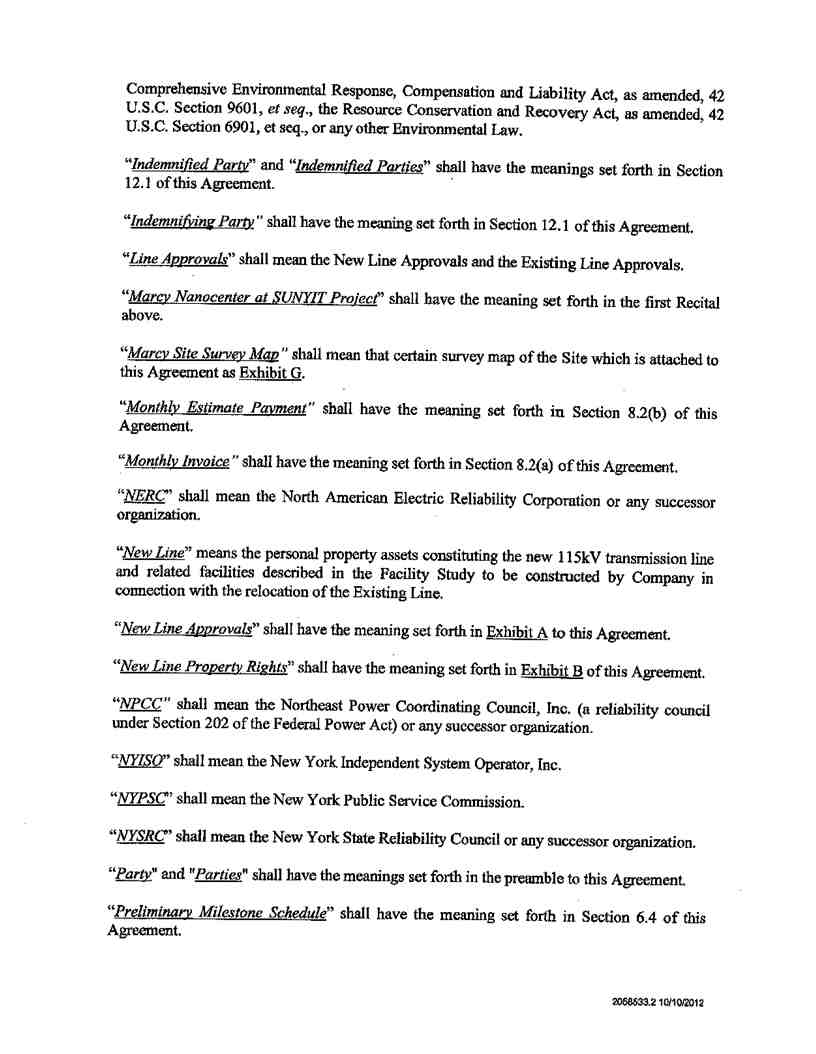 Comprehensive Environmental Response, Compensation and Liability Act, as amended, 42
U.S.C. Section 9601, et seq., the Resource Conservation and Recovery Act, as amended, 42
U.S.C. Section 6901, et seq., or any other Environmental Law.
“Indemnified Party” and “Indemnified Parties” shall have the meanings set forth in Section
12.1 of this Agreement.
“Indemnifying Party" shall have the meaning set forth in Section 12.1 of this Agreement.
“Line Approvals” shall mean the New Line Approvals and the Existing Line Approvals.
“Marcy Nanocenter at SUNYIT Project” shall have the meaning set forth in the first Recital
above.
“Marcy Site Survey Map" shall mean that certain survey map of the Site which is attached to
this Agreement as Exhibit G.
“Monthly Estimate Payment" shall have the meaning set forth in Section 8.2(b) of this
Agreement.
“Monthly Invoice" shall have the meaning set forth in Section 8.2(a) of this Agreement.
“NERC” shall mean the North American Electric Reliability Corporation or any successor
organization.
“New Line” means the personal property assets constituting the new 115kV transmission line
and related facilities described in the Facility Study to be constructed by Company in
connection with the relocation of the Existing Line.
“New Line Approvals” shall have the meaning set forth in Exhibit A to this Agreement.
“New Line Property Rights” shall have the meaning set forth in Exhibit B of this Agreement.
“NPCC" shall mean the Northeast Power Coordinating Council, Inc. (a reliability council
under Section 202 of the Federal Power Act) or any successor organization.
“NYISO” shall mean the New York Independent System Operator, Inc.
“NYPSC” shall mean the New York Public Service Commission.
“NYSRC” shall mean the New York State Reliability Council or any successor organization.
“Party" and "Parties" shall have the meanings set forth in the preamble to this Agreement.
“Preliminary Milestone Schedule” shall have the meaning set forth in Section 6.4 of this
Agreement.
2058533.2 10/10/2012